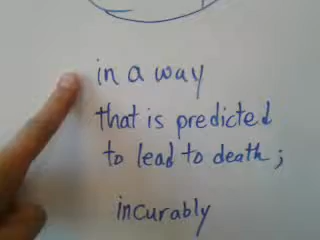 in a way
that is predicted
to lead to death;
incurably